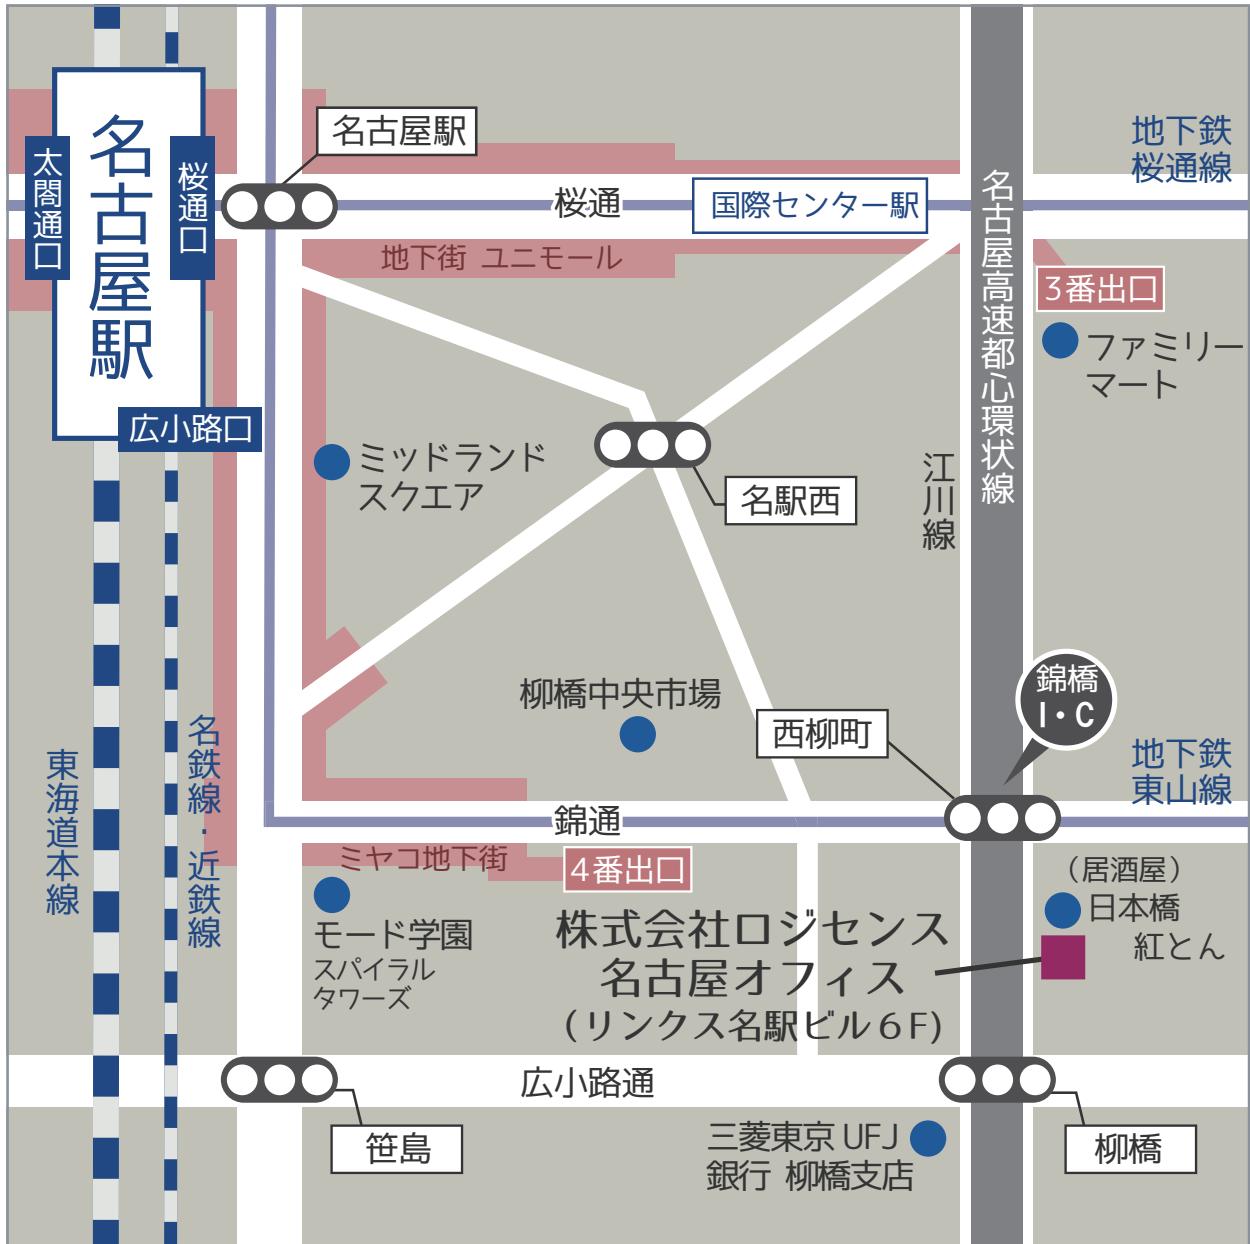 名古屋駅
太閤通口
桜通口
広小路口
名古屋駅
桜通
国際センター駅
地下鉄
桜通線
地下街 ユニモール
名古屋高速都心環状線
3番出口
ファミリー
マート
ミッドランド
スクエア
名駅西
江川線
柳橋中央市場
西柳町
錦橋
I・C
地下鉄
東山線
東海道本線
名鉄線・近鉄線
錦通
ミヤコ地下街
4番出口
モード学園
スパイラル
タワーズ
株式会社ロジセンス
名古屋オフィス
(リンクス名駅ビル6F)
(居酒屋)
日本橋
紅とん
広小路通
笹島
三菱東京 UFJ
銀行 柳橋支店
柳橋